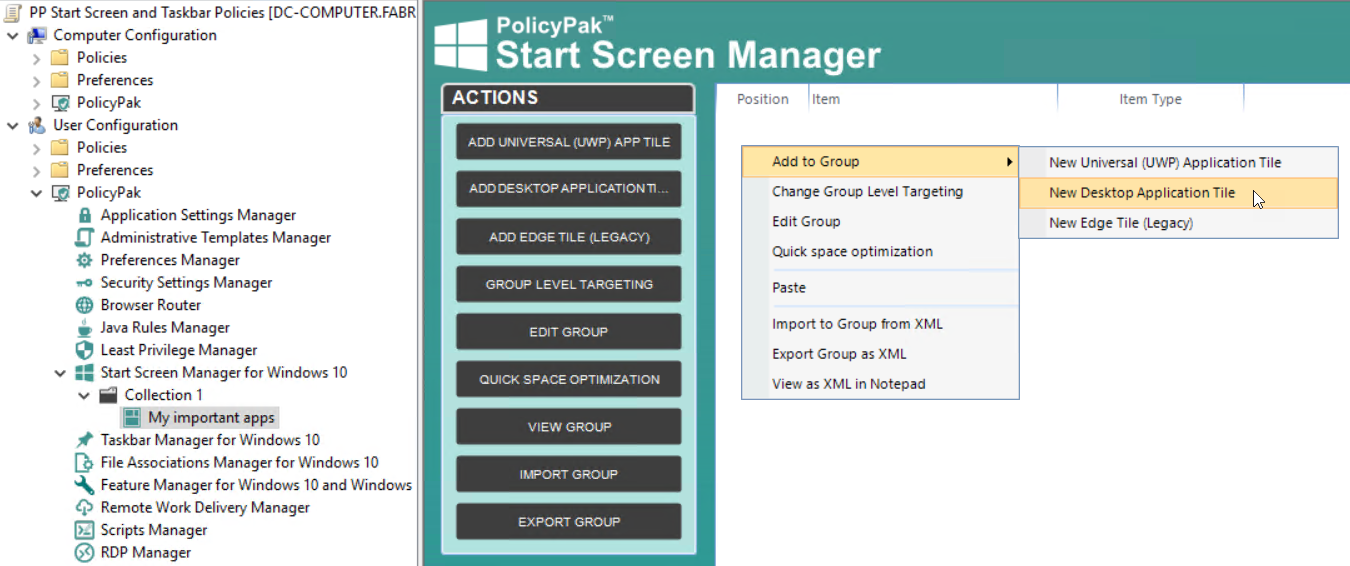 PP Start Screen and Taskbar Policies [DC-COMPUTER.FABR
Computer Configuration
Policies
Preferences
PolicyPak
User Configuration
Policies
Preferences
PolicyPak
Application Settings Manager
Administrative Templates Manager
Preferences Manager
Security Settings Manager
Browser Router
Java Rules Manager
Least Privilege Manager
Start Screen Manager for Windows 10
Collection 1
My important apps
Taskbar Manager for Windows 10
File Associations Manager for Windows 10
Feature Manager for Windows 10 and Windows
Remote Work Delivery Manager
Scripts Manager
RDP Manager
PolicyPak™
Start Screen Manager
ACTIONS
ADD UNIVERSAL (UWP) APP TILE
ADD DESKTOP APPLICATION TI...
ADD EDGE TILE (LEGACY)
GROUP LEVEL TARGETING
EDIT GROUP
QUICK SPACE OPTIMIZATION
VIEW GROUP
IMPORT GROUP
EXPORT GROUP
Position Item Item Type
Add to Group
Change Group Level Targeting
Edit Group
Quick space optimization
Paste
Import to Group from XML
Export Group as XML
View as XML in Notepad
New Universal (UWP) Application Tile
New Desktop Application Tile
New Edge Tile (Legacy)